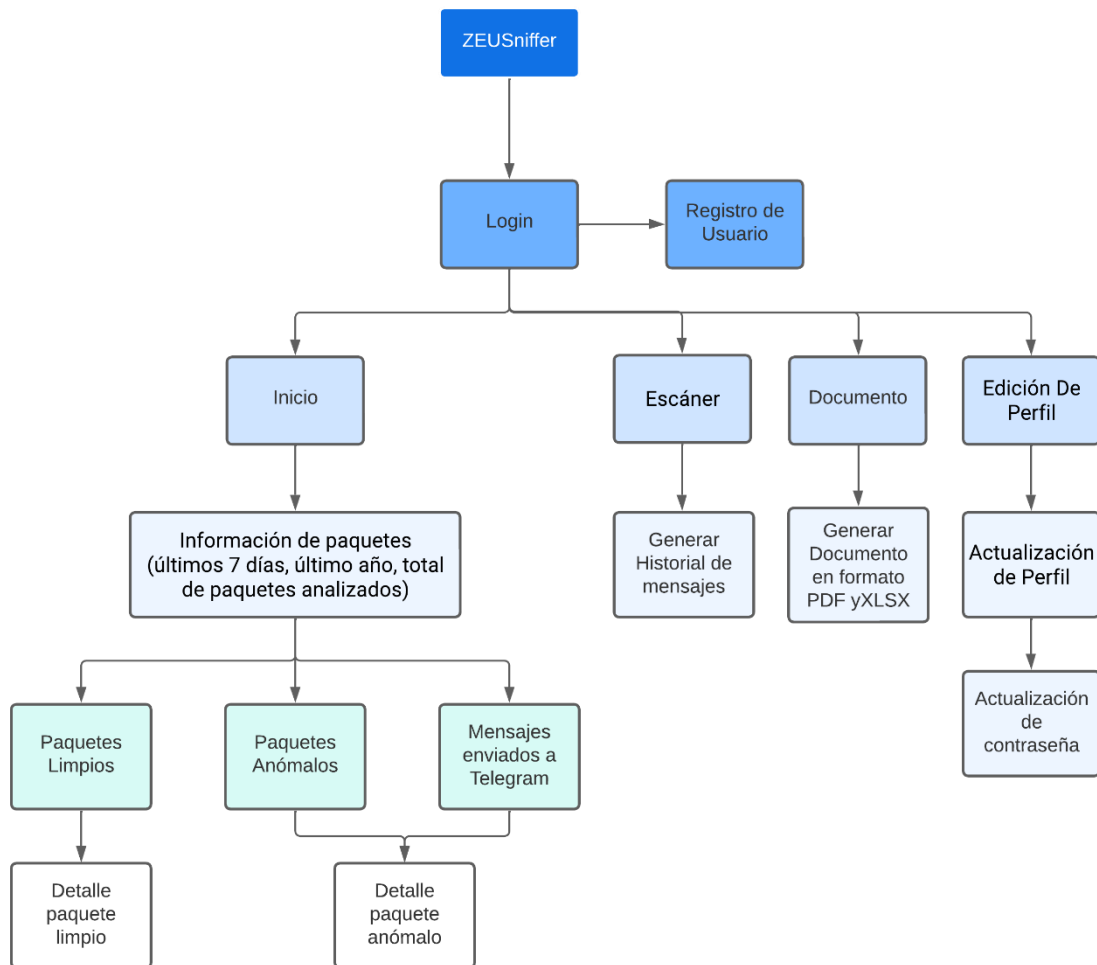 ZEUSniffer
Login
Registro de
Usuario
Inicio
Escáner
Documento
Edición De
Perfil
Información de paquetes
(últimos 7 días, último año, total
de paquetes analizados)
Generar
Historial de
mensajes
Generar
Documento
en formato
PDF yXLSX
Actualización
de Perfil
Paquetes
Limpios
Paquetes
Anómalos
Mensajes
enviados a
Telegram
Actualización
de
contraseña
Detalle
paquete
limpio
Detalle
paquete
anómalo